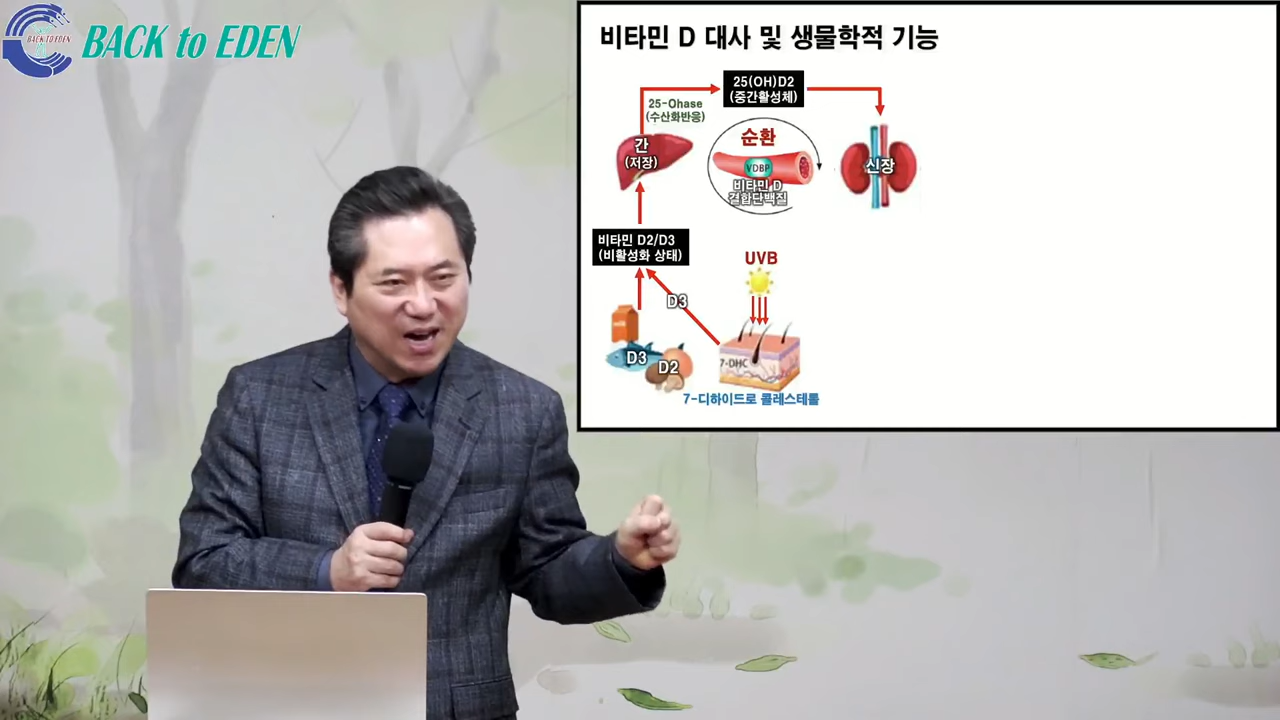 BACK TO EDEN
BACK to EDEN
비타민 D 대사 및 생물학적 기능
25(OH)D2
(중간활성체)
25-Ohase
(수산화반응)
간
(저장)
순환
VDBP
비타민 D
결합단백질
신장
비타민 D2/D3
(비활성화 상태)
UVB
D3
D3
D2
7-DHC
7-디하이드로 콜레스테롤